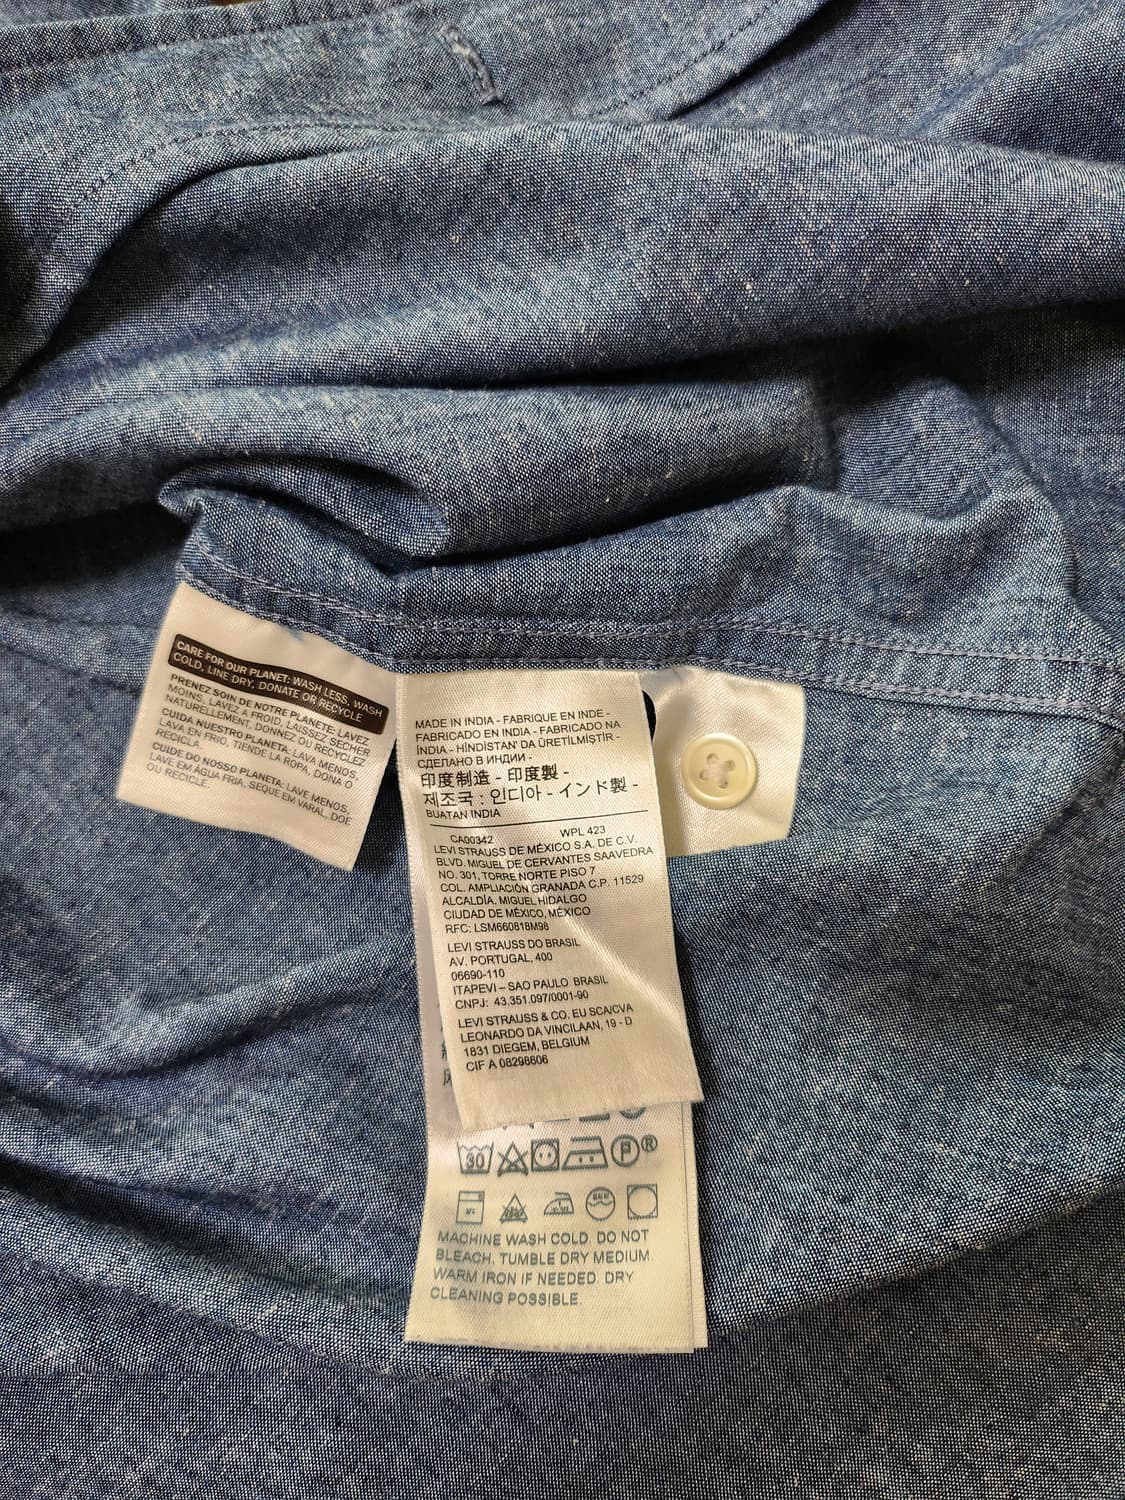 CARE FOR OUR PLANET: WASH LESS, WASH
COLD, LINE DRY, DONATE OR RECYCLE
PRENEZ SOIN DE NOTRE PLANETE: LAVEZ
MOINS, LAVEZ À FROID, LAISSEZ SECHER
NATURELLEMENT, DONNEZ OU RECYCLEZ
CUIDA NUESTRO PLANETA: LAVA MENOS,
LAVA EN FRIO, TIENDE LA ROPA, DONA O
RECICLA.
CUIDE DO NOSSO PLANETA: LAVE MENOS,
LAVE EM ÁGUA FRIA, SEQUE EM VARAL, DOE
OU RECICLE.
MADE IN INDIA - FABRIQUE EN INDE -
FABRICADO EN INDIA - FABRICADO NA
ÍNDIA - HİNDİSTAN' DA ÜRETİLMİŞTİR -
СДЕЛАНО В ИНДИИ -
印度制造 - 印度製 -
제조국 : 인디아 - インド製 -
BUATAN INDIA
CA00342 WPL 423
LEVI STRAUSS DE MÉXICO S.A. DE C.V.
BLVD. MIGUEL DE CERVANTES SAAVEDRA
NO. 301, TORRE NORTE PISO 7
COL. AMPLIACIÓN GRANADA C.P. 11529
ALCALDÍA. MIGUEL HIDALGO
CIUDAD DE MÉXICO, MÉXICO
RFC: LSM660818M98
LEVI STRAUSS DO BRASIL
AV. PORTUGAL, 400
06690-110
ITAPEVI – SAO PAULO BRASIL
CNPJ: 43.351.097/0001-90
LEVI STRAUSS & CO. EU SCA/CVA
LEONARDO DA VINCILAAN, 19 - D
1831 DIEGEM, BELGIUM
CIF A 08298606
30 P ®
MACHINE WASH COLD. DO NOT
BLEACH. TUMBLE DRY MEDIUM.
WARM IRON IF NEEDED. DRY
CLEANING POSSIBLE.